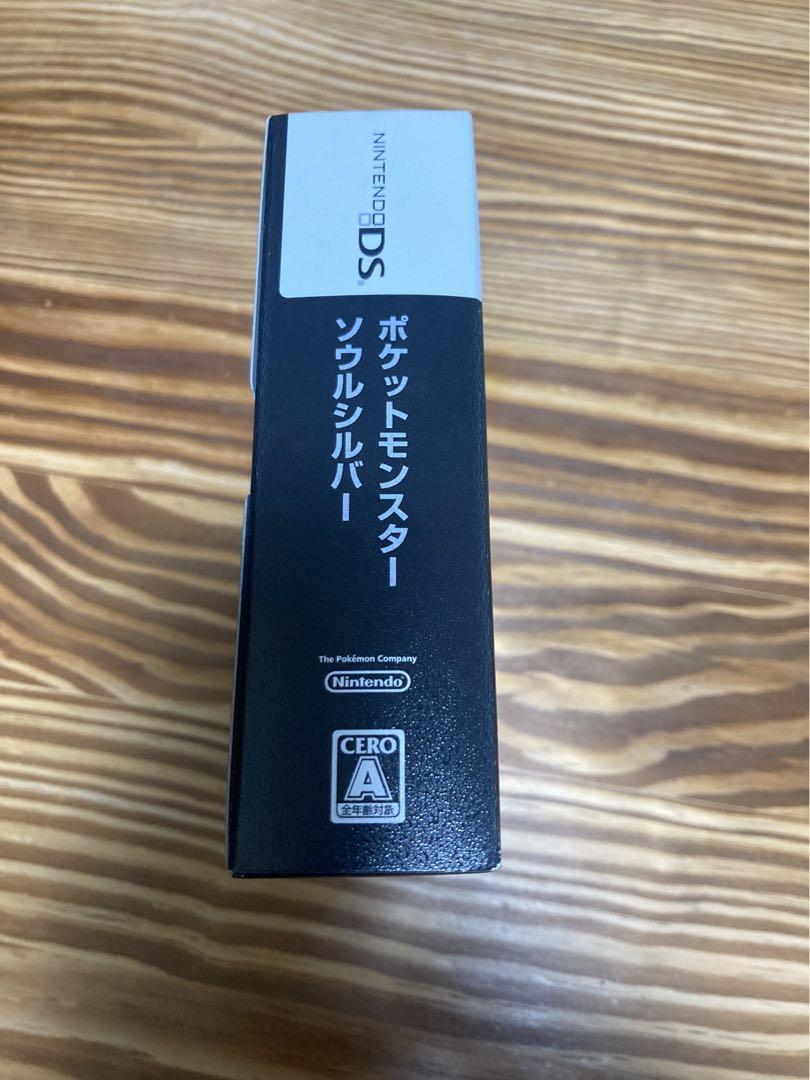 NINTENDO DS®
ポケットモンスター
ソウルシルバー
The Pokémon Company
Nintendo®
CERO
A
全年齢対象